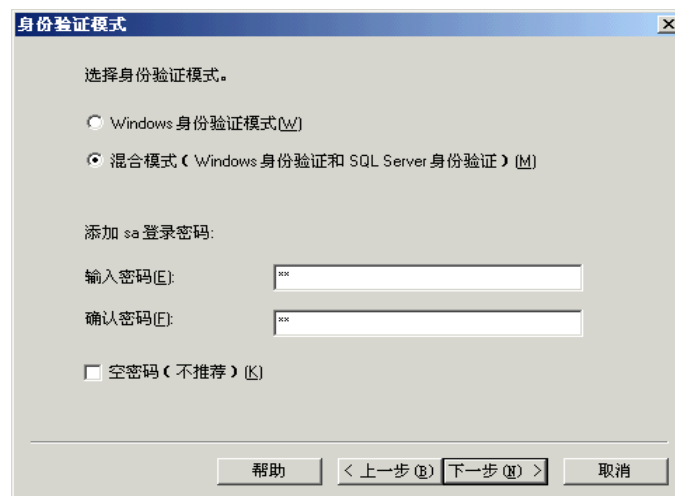 身份验证模式
选择身份验证模式。
Windows 身份验证模式(W)
混合模式（Windows 身份验证和 SQL Server 身份验证）(M)
添加 sa 登录密码:
输入密码(E):
**
确认密码(F):
**
空密码（不推荐）(K)
帮助
< 上一步(B)
下一步(N) >
取消